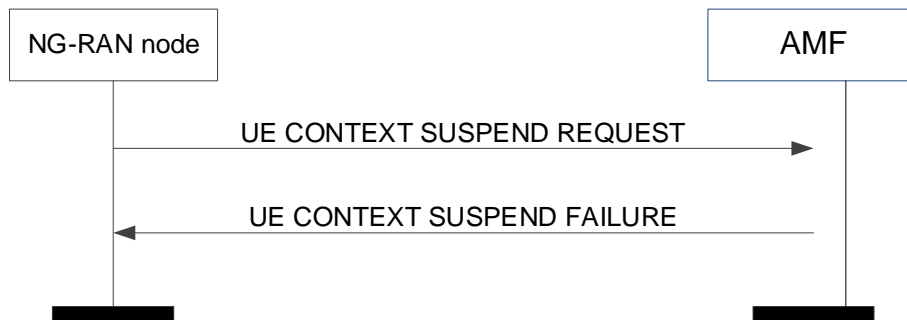 NG-RAN node
AMF
UE CONTEXT SUSPEND REQUEST
UE CONTEXT SUSPEND FAILURE